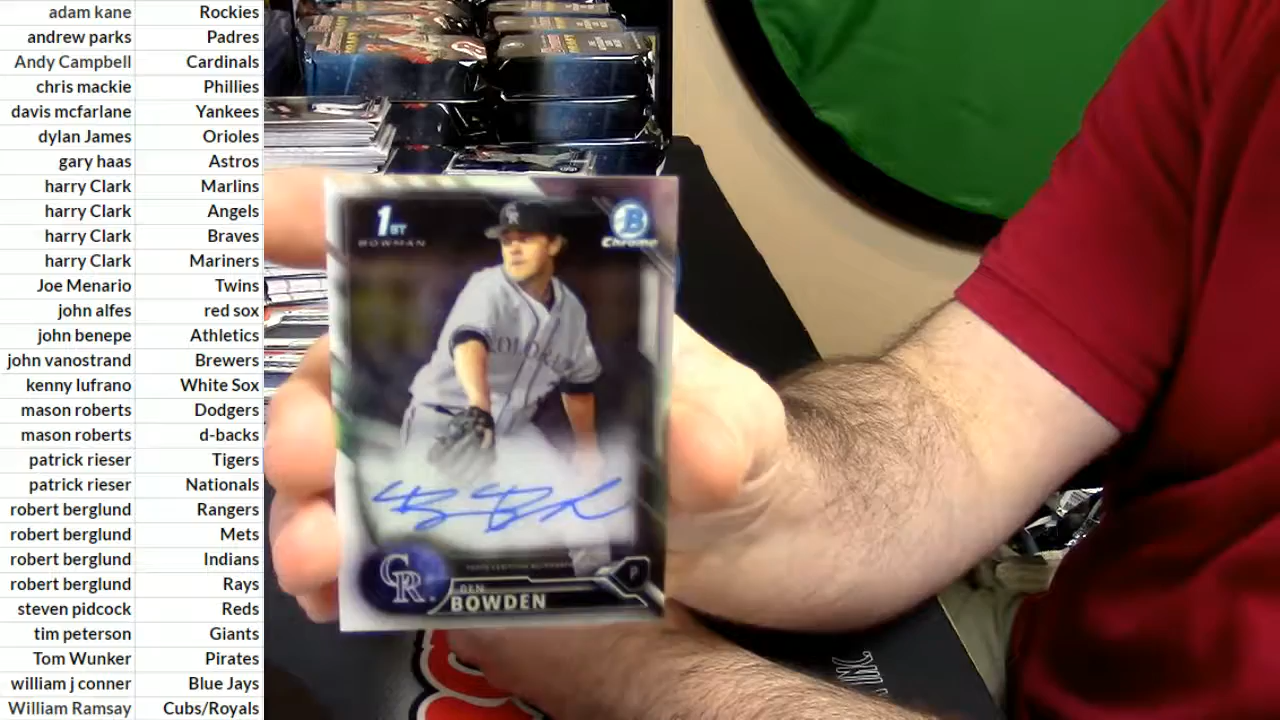 adam kane Rockies
andrew parks Padres
Andy Campbell Cardinals
chris mackie Phillies
davis mcfarlane Yankees
dylan James Orioles
gary haas Astros
harry Clark Marlins
harry Clark Angels
harry Clark Braves
harry Clark Mariners
Joe Menario Twins
john alfes red sox
john benepe Athletics
john vanostrand Brewers
kenny lufrano White Sox
mason roberts Dodgers
mason roberts d-backs
patrick rieser Tigers
patrick rieser Nationals
robert berglund Rangers
robert berglund Mets
robert berglund Indians
robert berglund Rays
steven pidcock Reds
tim peterson Giants
Tom Wunker Pirates
william j conner Blue Jays
William Ramsay Cubs/Royals
1ST
BOWMAN
B
Chrome
CR
COLORA
CR
P
BEN
BOWDEN
INC